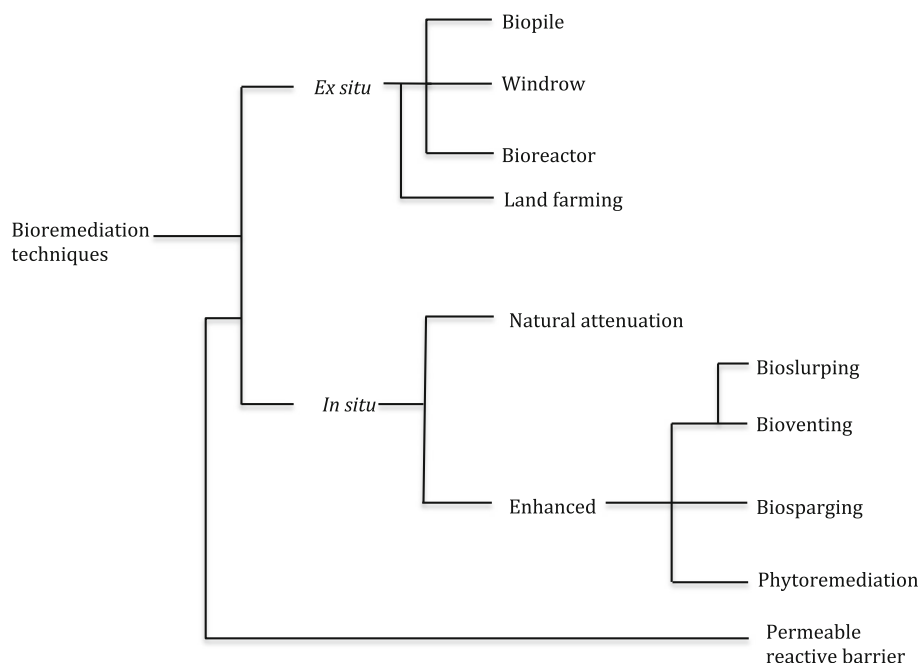 Biopile
Ex situ
Windrow
Bioreactor
Land farming
Bioremediation
techniques
Natural attenuation
Bioslurping
In situ
Bioventing
Enhanced
Biosparging
Phytoremediation
Permeable
reactive barrier